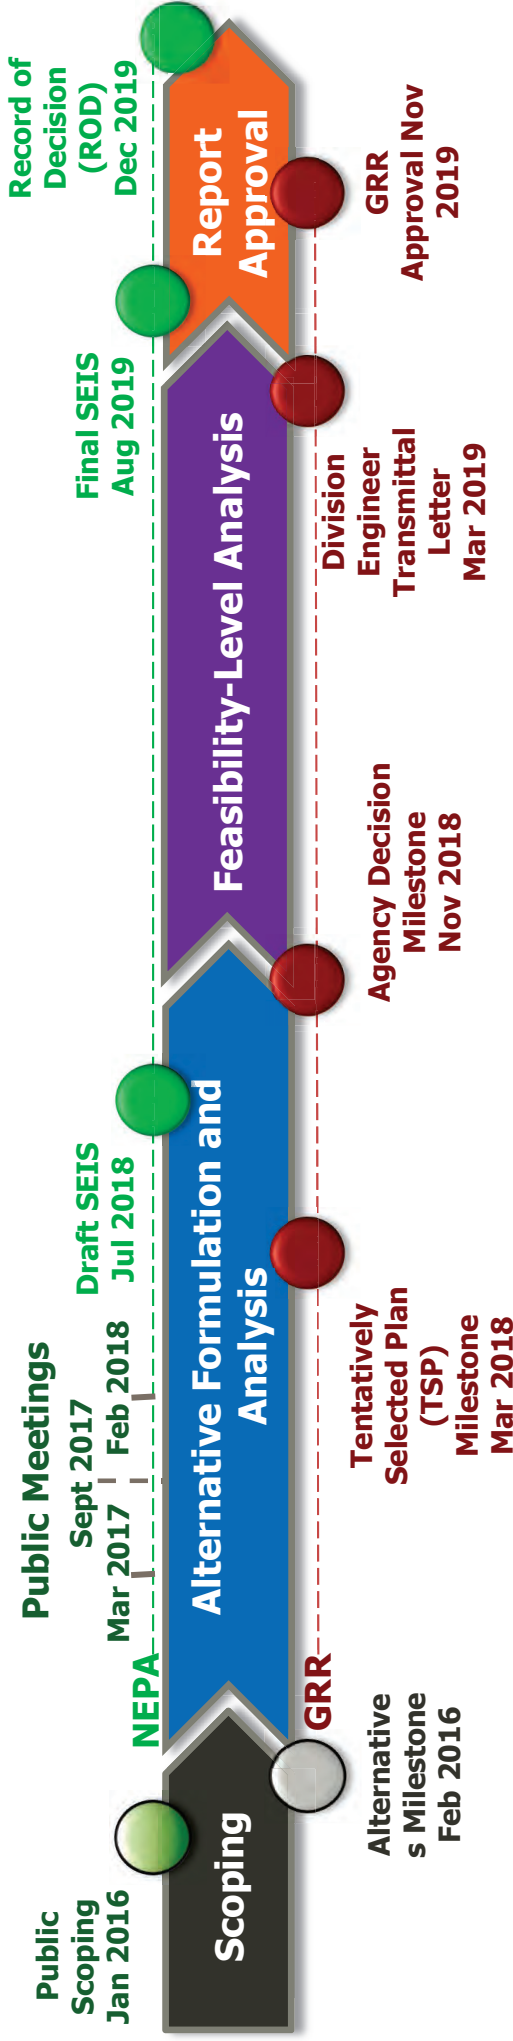 Public
Scoping
Jan 2016
Public Meetings
Mar 2017
Sept 2017
Feb 2018
Draft SEIS
Jul 2018
Final SEIS
Aug 2019
Record of
Decision
(ROD)
Dec 2019
NEPA
Scoping
Alternative Formulation and
Analysis
Feasibility-Level Analysis
Report
Approval
GRR
Alternative
s Milestone
Feb 2016
Tentatively
Selected Plan
(TSP)
Milestone
Mar 2018
Agency Decision
Milestone
Nov 2018
Division
Engineer
Transmittal
Letter
Mar 2019
GRR
Approval Nov
2019